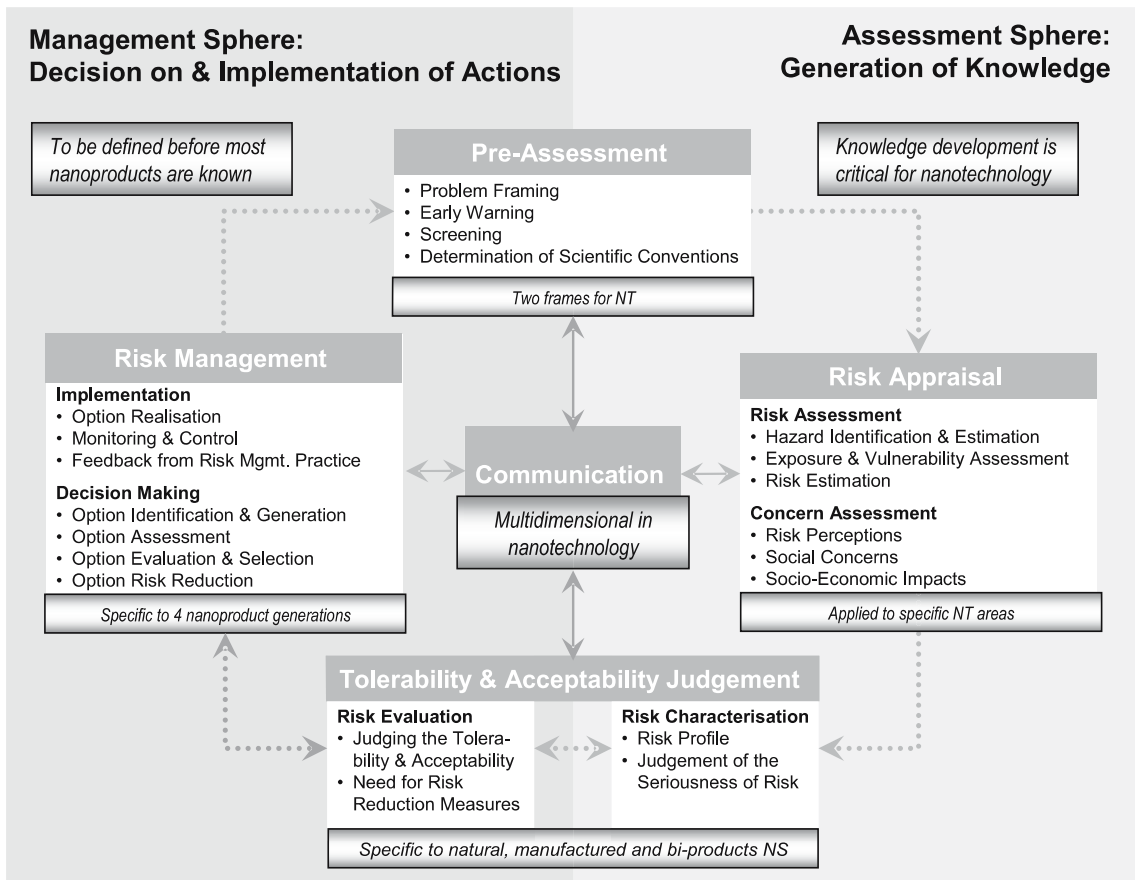 Management Sphere:
Decision on & Implementation of Actions
Assessment Sphere:
Generation of Knowledge
To be defined before most
nanoproducts are known
Pre-Assessment
• Problem Framing
• Early Warning
• Screening
• Determination of Scientific Conventions
Two frames for NT
Knowledge development is
critical for nanotechnology
Risk Management
Implementation
• Option Realisation
• Monitoring & Control
• Feedback from Risk Mgmt. Practice
Decision Making
• Option Identification & Generation
• Option Assessment
• Option Evaluation & Selection
• Option Risk Reduction
Specific to 4 nanoproduct generations
Communication
Multidimensional in
nanotechnology
Risk Appraisal
Risk Assessment
• Hazard Identification & Estimation
• Exposure & Vulnerability Assessment
• Risk Estimation
Concern Assessment
• Risk Perceptions
• Social Concerns
• Socio-Economic Impacts
Applied to specific NT areas
Tolerability & Acceptability Judgement
Risk Evaluation
• Judging the Tolera-
bility & Acceptability
• Need for Risk
Reduction Measures
Risk Characterisation
• Risk Profile
• Judgement of the
Seriousness of Risk
Specific to natural, manufactured and bi-products NS